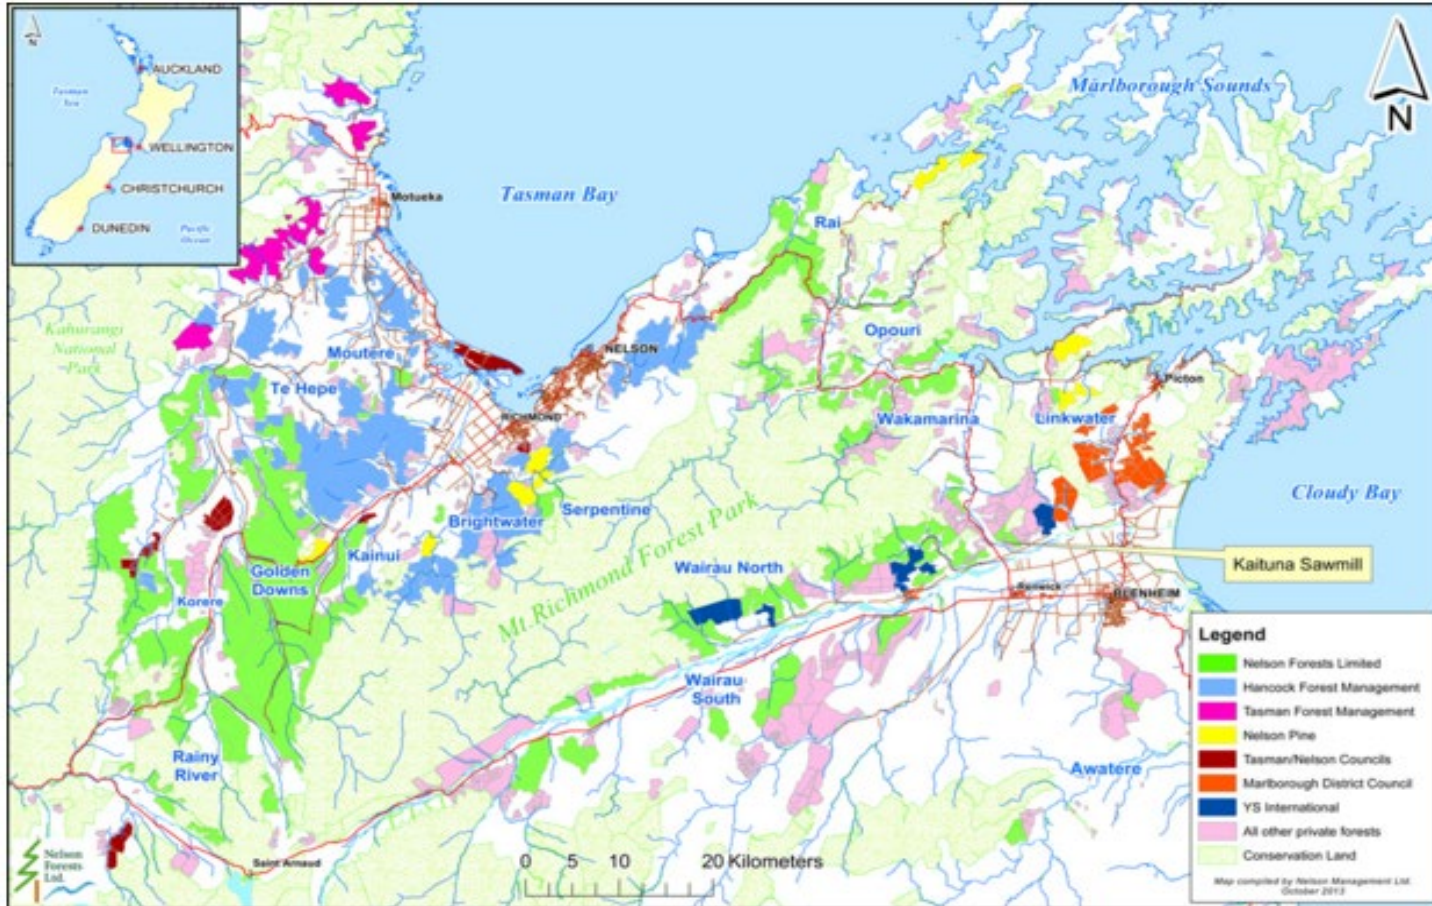 N
AUCKLAND
Tasman
Sea
WELLINGTON
CHRISTCHURCH
DUNEDIN
Pacific
Ocean
N
Marlborough Sounds
Tasman Bay
Motueka
Rai
Kahurangi
National
Park
Moutere
NELSON
Opouri
Te Hepe
Picton
RICHMOND
Wakamarina
Linkwater
Cloudy Bay
Serpentine
Brightwater
Mt Richmond Forest Park
Kainui
Wairau North
Kaituna Sawmill
Golden
Downs
Korere
Renwick
BLENHEIM
Wairau
South
Rainy
River
Awatere
Saint Arnaud
0 5 10 20 Kilometers
Nelson
Forests
Ltd.
Legend
Nelson Forests Limited
Hancock Forest Management
Tasman Forest Management
Nelson Pine
Tasman/Nelson Councils
Marlborough District Council
YS International
All other private forests
Conservation Land
Map compiled by Nelson Management Ltd.
October 2013